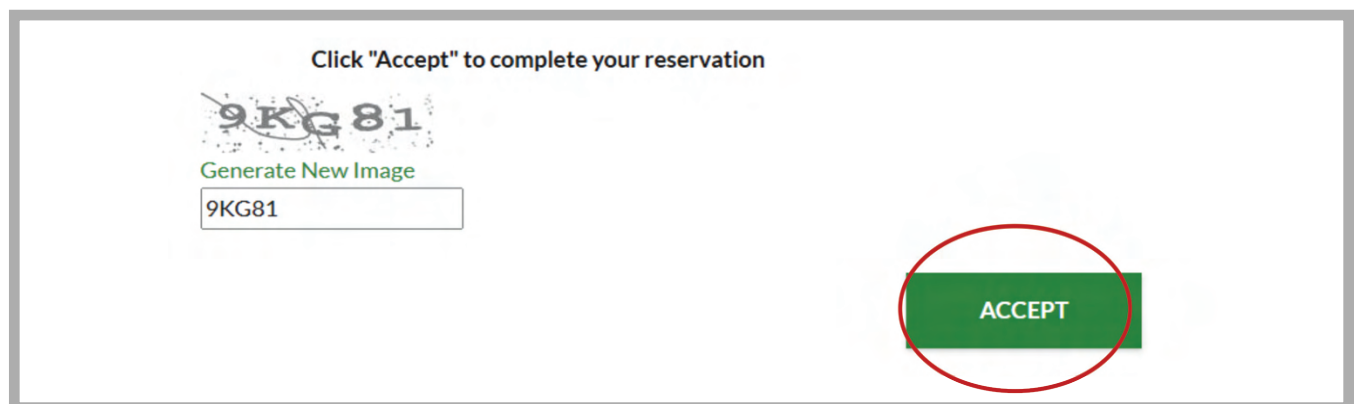 Click "Accept" to complete your reservation
9KG81
Generate New Image
9KG81
ACCEPT